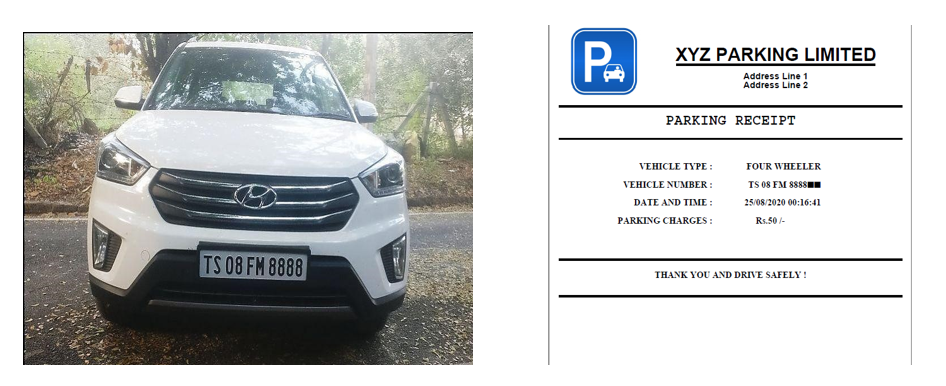 TS 08 FM 8888
P
XYZ PARKING LIMITED
Address Line 1
Address Line 2
PARKING RECEIPT
VEHICLE TYPE : FOUR WHEELER
VEHICLE NUMBER : TS 08 FM 8888■■
DATE AND TIME : 25/08/2020 00:16:41
PARKING CHARGES : Rs.50 /-
THANK YOU AND DRIVE SAFELY !